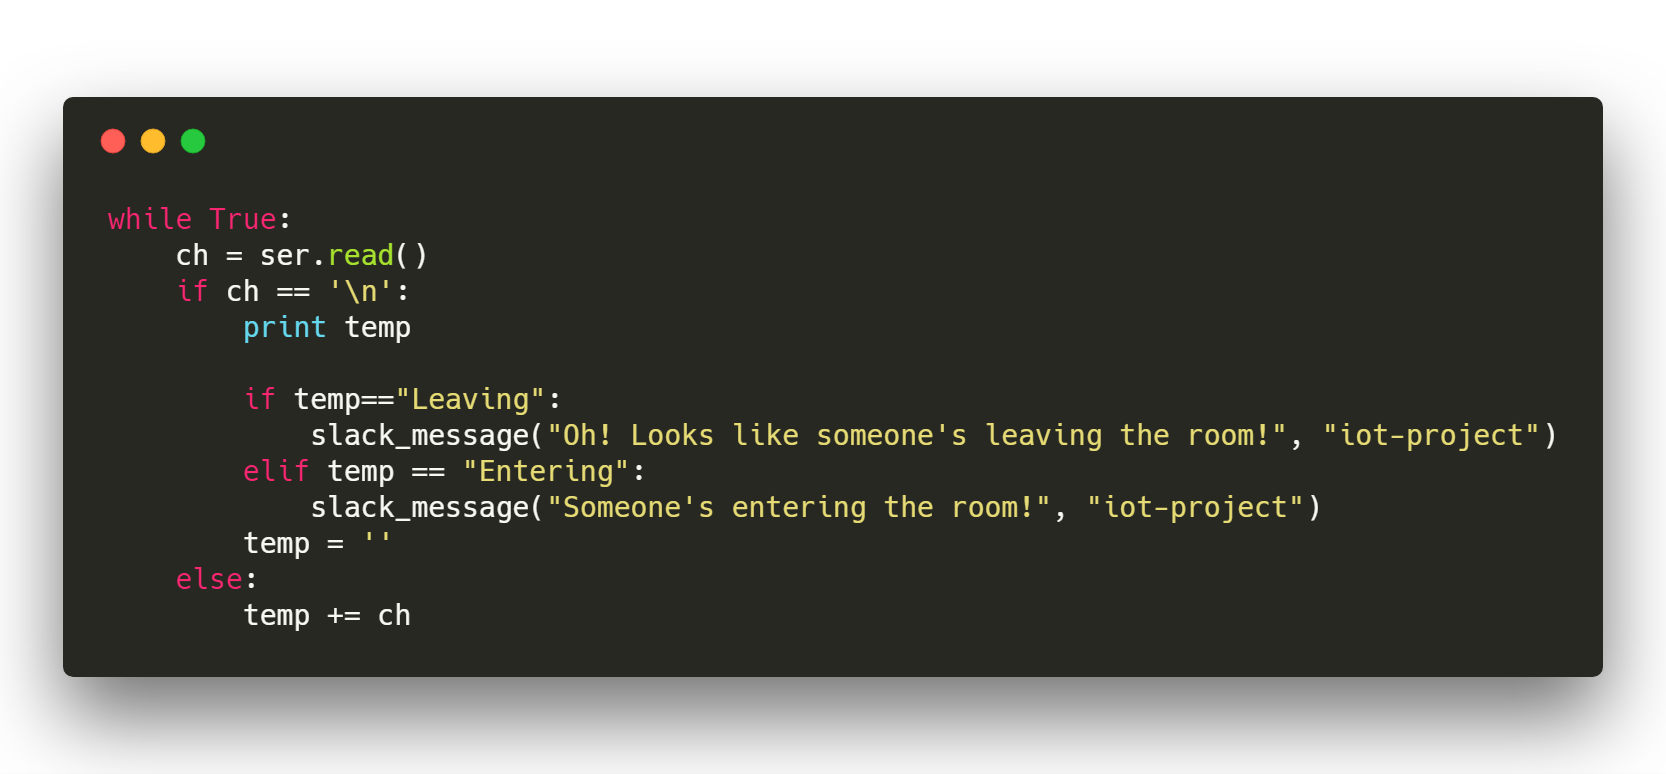 while True:
    ch = ser.read()
    if ch == '\n':
        print temp

        if temp=="Leaving":
            slack_message("Oh! Looks like someone's leaving the room!", "iot-project")
        elif temp == "Entering":
            slack_message("Someone's entering the room!", "iot-project")
        temp = ''
    else:
        temp += ch